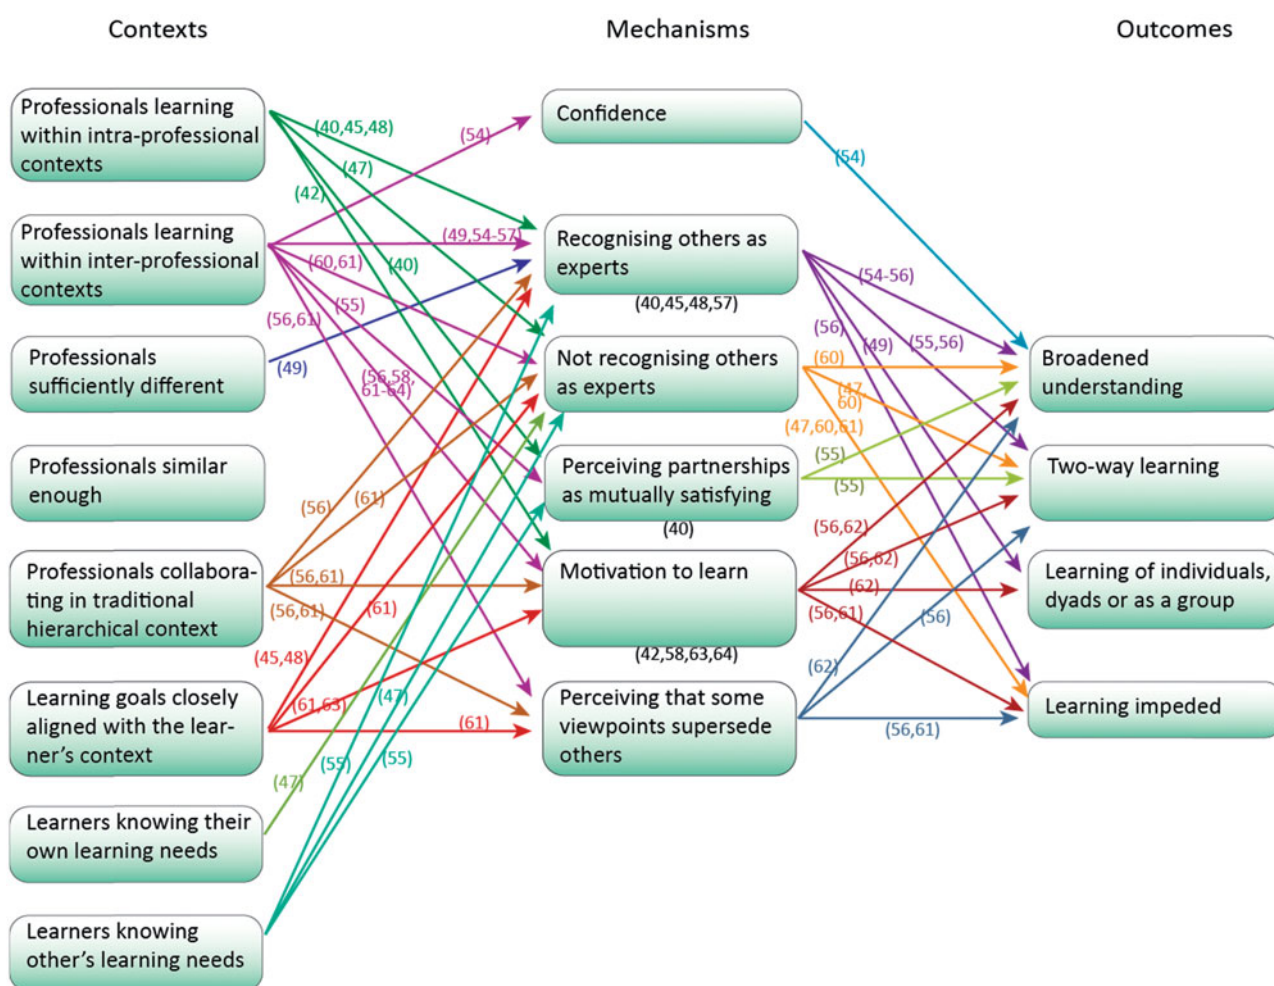 Contexts
Mechanisms
Outcomes
Professionals learning
within intra-professional
contexts
Professionals learning
within inter-professional
contexts
Professionals
sufficiently different
Professionals similar
enough
Professionals collabora-
ting in traditional
hierarchical context
Learning goals closely
aligned with the lear-
ner’s context
Learners knowing their
own learning needs
Learners knowing
other’s learning needs
(40,45,48)
(47)
(42)
(54)
(49,54-57)
(40)
(60,61)
(55)
(56,61)
(49)
(56,58,
61-64)
(56)
(61)
(56,61)
(56,61)
(61)
(45,48)
(61,63)
(61)
(47)
(47)
(55)
(55)
Confidence
Recognising others as
experts
(40,45,48,57)
Not recognising others
as experts
Perceiving partnerships
as mutually satisfying
(40)
Motivation to learn
(42,58,63,64)
Perceiving that some
viewpoints supersede
others
(54)
(54-56)
(56)
(49)
(55,56)
(60)
(47,
60)
(47,60,61)
(55)
(55)
(56,62)
(56,62)
(62)
(56,61)
(56)
(62)
(56,61)
Broadened
understanding
Two-way learning
Learning of individuals,
dyads or as a group
Learning impeded